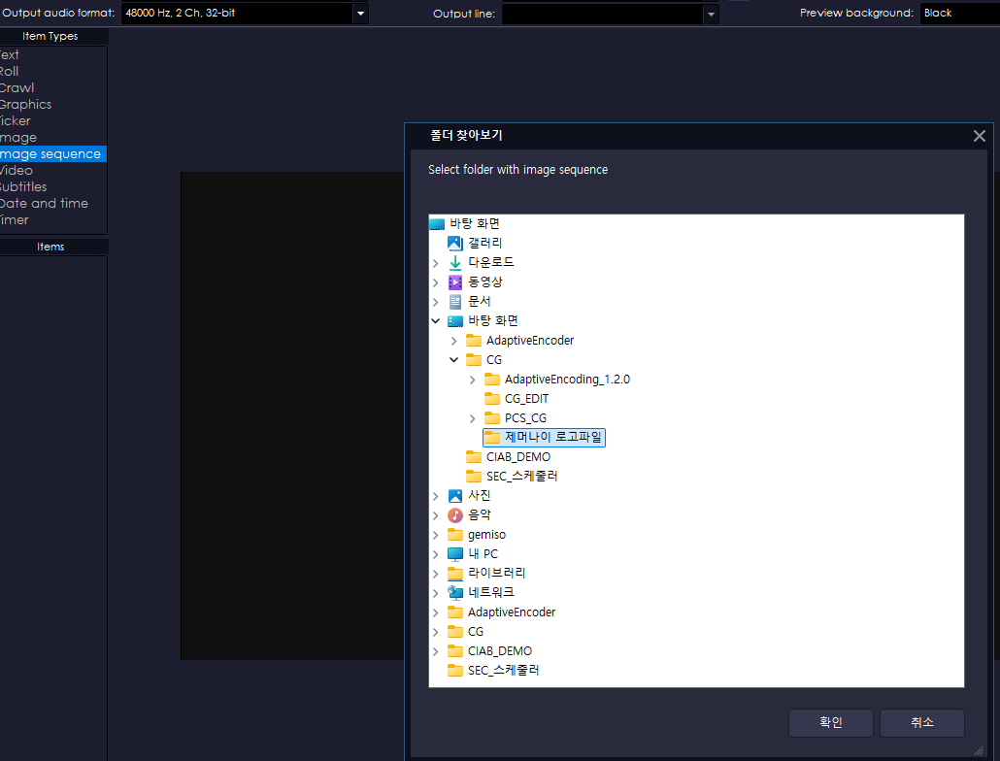 Output audio format: 48000 Hz, 2 Ch, 32-bit Output line: Preview background: Black
Item Types
ext
Roll
Crawl
Graphics
icker
mage
mage sequence
Video
Subtitles
Date and time
imer
Items
폴더 찾아보기
Select folder with image sequence
바탕 화면
갤러리
다운로드
동영상
문서
바탕 화면
AdaptiveEncoder
CG
AdaptiveEncoding_1.2.0
CG_EDIT
PCS_CG
제머나이 로고파일
CIAB_DEMO
SEC_스케줄러
사진
음악
gemiso
내 PC
라이브러리
네트워크
AdaptiveEncoder
CG
CIAB_DEMO
SEC_스케줄러
확인 취소